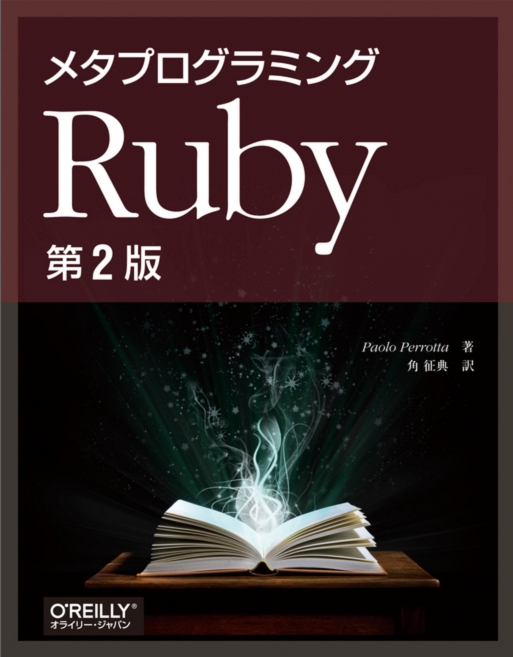 メタプログラミング
Ruby
第2版
Paolo Perrotta 著
角 征典 訳
O'REILLY®
オライリー・ジャパン